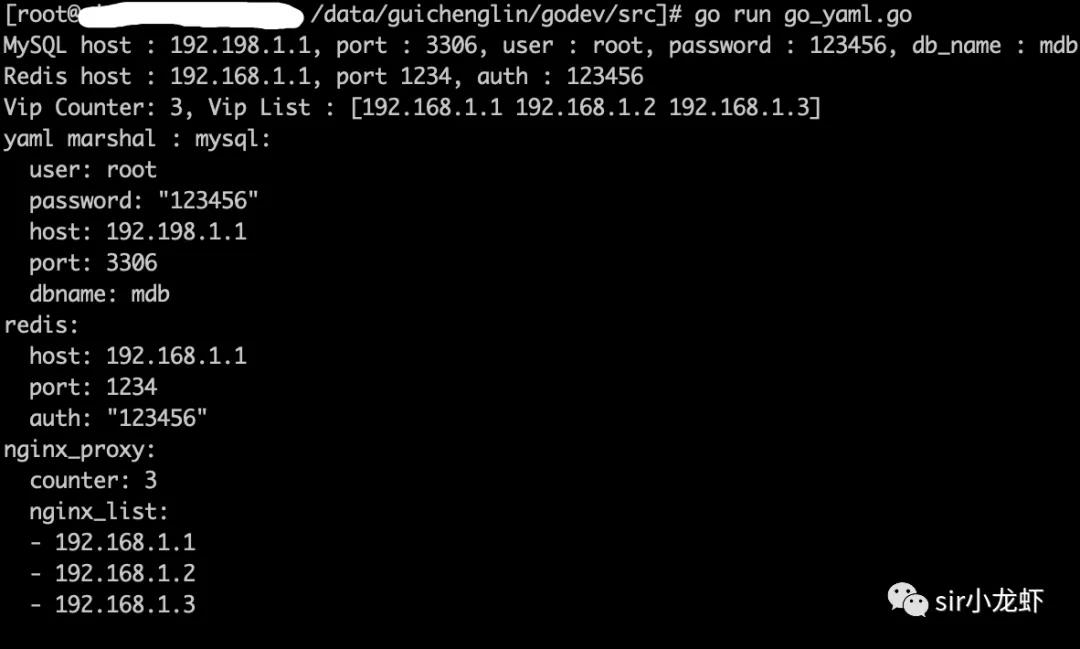 [root@ /data/guichenglin/godev/src]# go run go_yaml.go
MySQL host : 192.198.1.1, port : 3306, user : root, password : 123456, db_name : mdb
Redis host : 192.168.1.1, port 1234, auth : 123456
Vip Counter: 3, Vip List : [192.168.1.1 192.168.1.2 192.168.1.3]
yaml marshal : mysql:
  user: root
  password: "123456"
  host: 192.198.1.1
  port: 3306
  dbname: mdb
redis:
  host: 192.168.1.1
  port: 1234
  auth: "123456"
nginx_proxy:
  counter: 3
  nginx_list:
  - 192.168.1.1
  - 192.168.1.2
  - 192.168.1.3
sir小龙虾